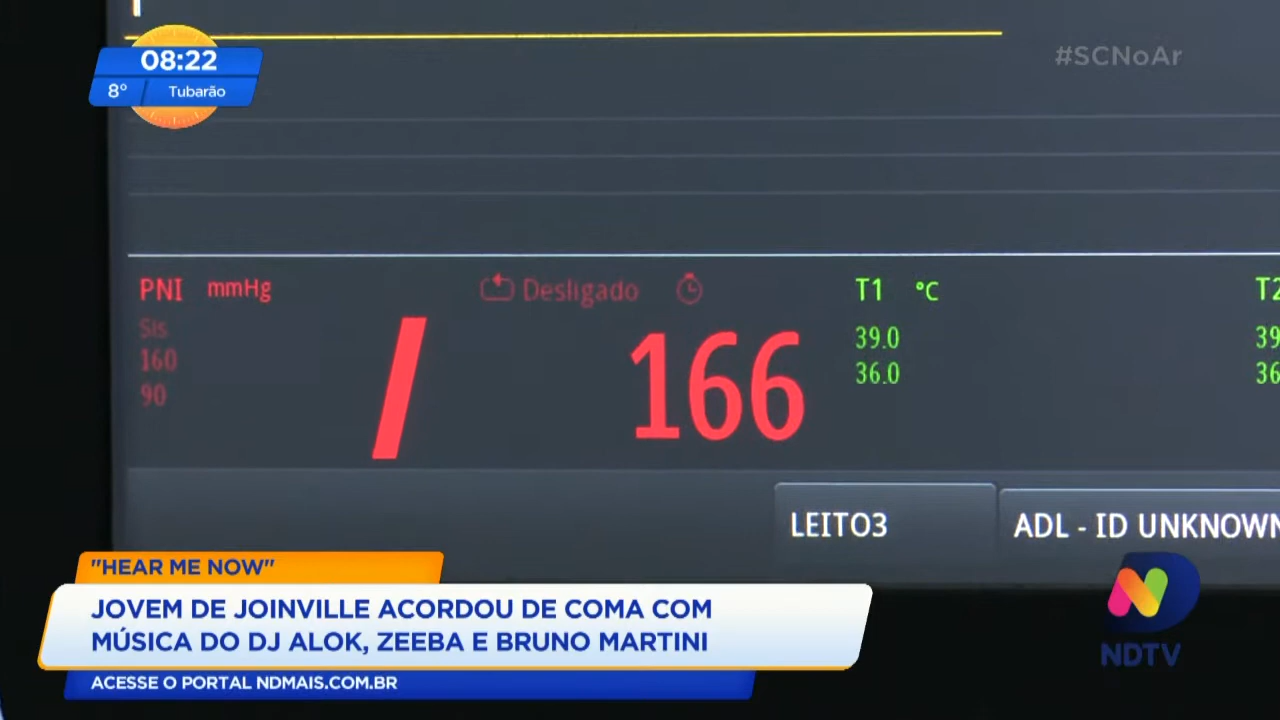 08:22
8° Tubarão
#SCNoAr
PNI mmHg
Desligado
T1 °C
Sis
160
90
/ 166
39.0
36.0
LEITO3
ADL - ID UNKNOWN
"HEAR ME NOW"
JOVEM DE JOINVILLE ACORDOU DE COMA COM
MÚSICA DO DJ ALOK, ZEEBA E BRUNO MARTINI
ACESSE O PORTAL NDMAIS.COM.BR
NDTV